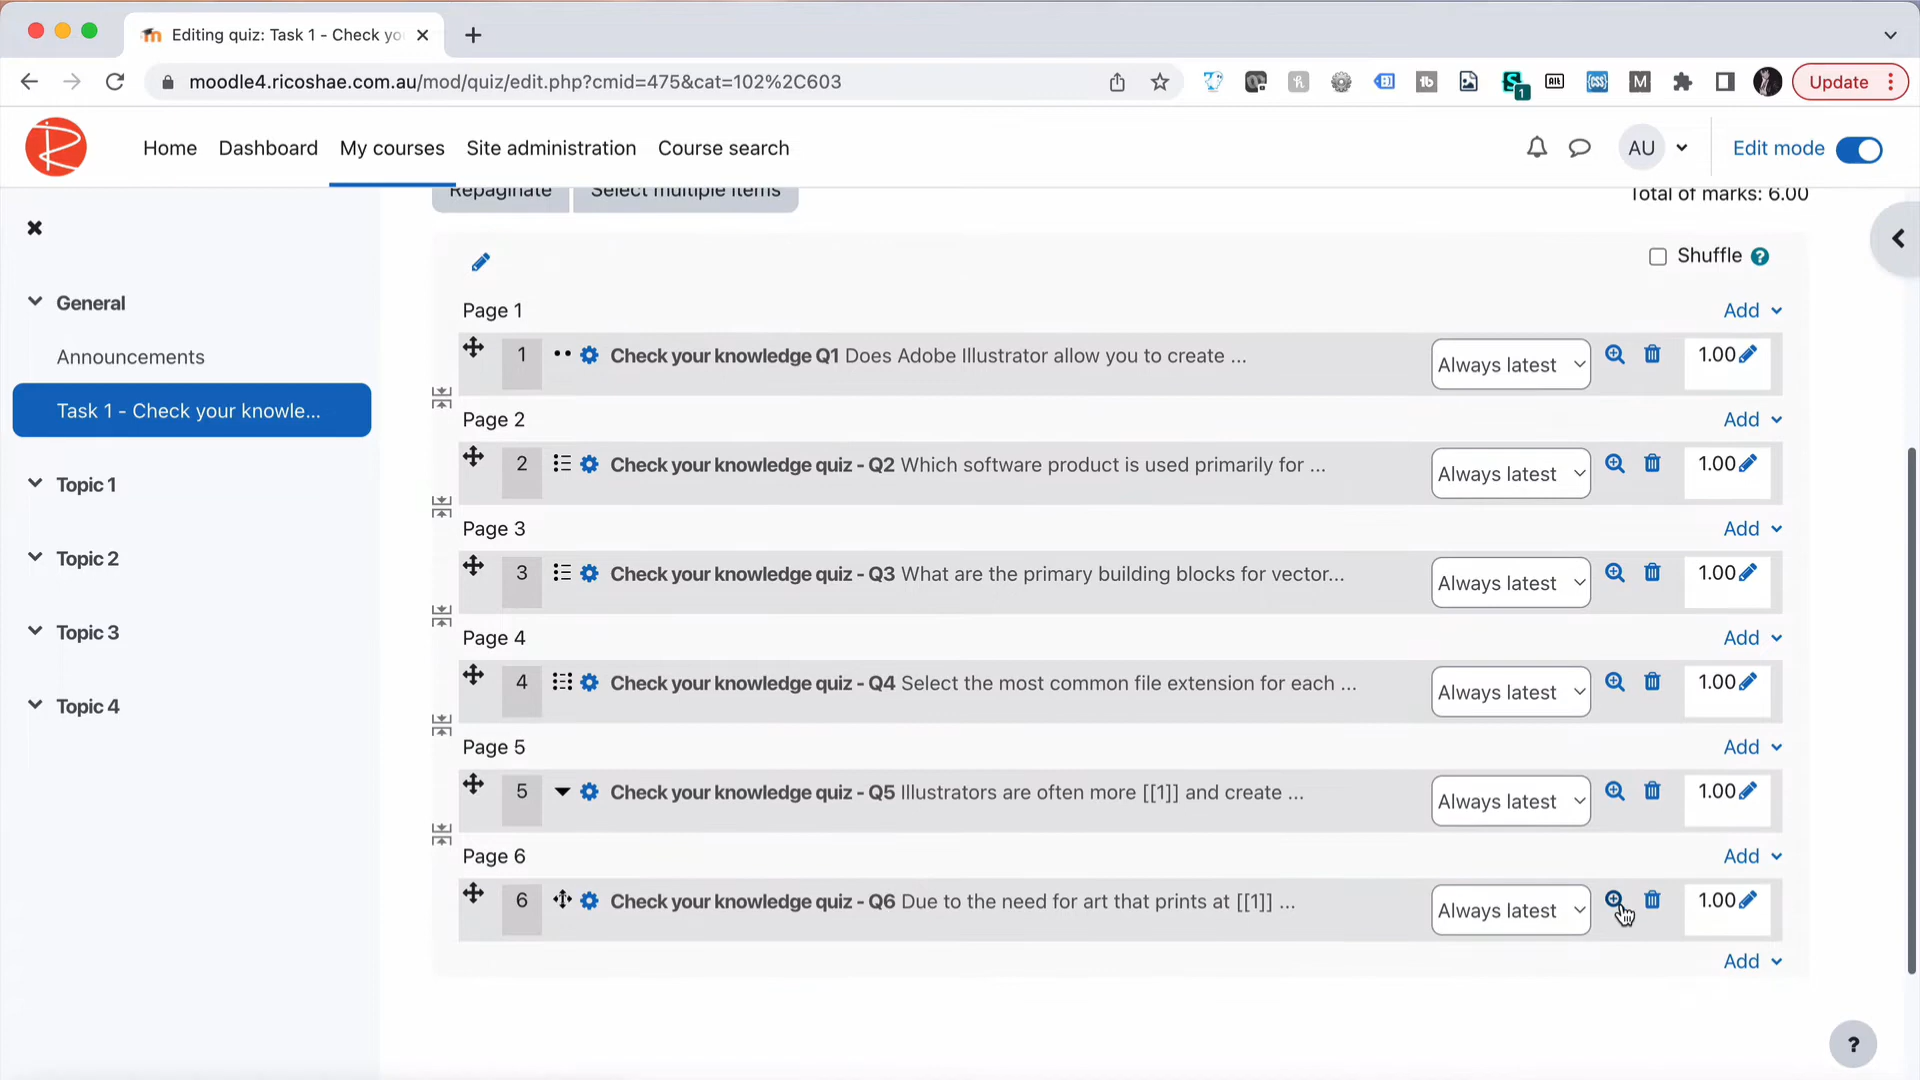 Editing quiz: Task 1 - Check yo
moodle4.ricoshae.com.au/mod/quiz/edit.php?cmid=475&cat=102%2C603
1
Alt
CSS
M
Update
Home
Dashboard
My courses
Site administration
Course search
AU
Edit mode
Repaginate
Select multiple items
Total of marks: 6.00
General
Announcements
Task 1 - Check your knowle...
Topic 1
Topic 2
Topic 3
Topic 4
Shuffle ?
Page 1
Add
1 Check your knowledge Q1 Does Adobe Illustrator allow you to create ... Always latest 1.00
Page 2
Add
2 Check your knowledge quiz - Q2 Which software product is used primarily for ... Always latest 1.00
Page 3
Add
3 Check your knowledge quiz - Q3 What are the primary building blocks for vector... Always latest 1.00
Page 4
Add
4 Check your knowledge quiz - Q4 Select the most common file extension for each ... Always latest 1.00
Page 5
Add
5 Check your knowledge quiz - Q5 Illustrators are often more [[1]] and create ... Always latest 1.00
Page 6
Add
6 Check your knowledge quiz - Q6 Due to the need for art that prints at [[1]] ... Always latest 1.00
Add
?